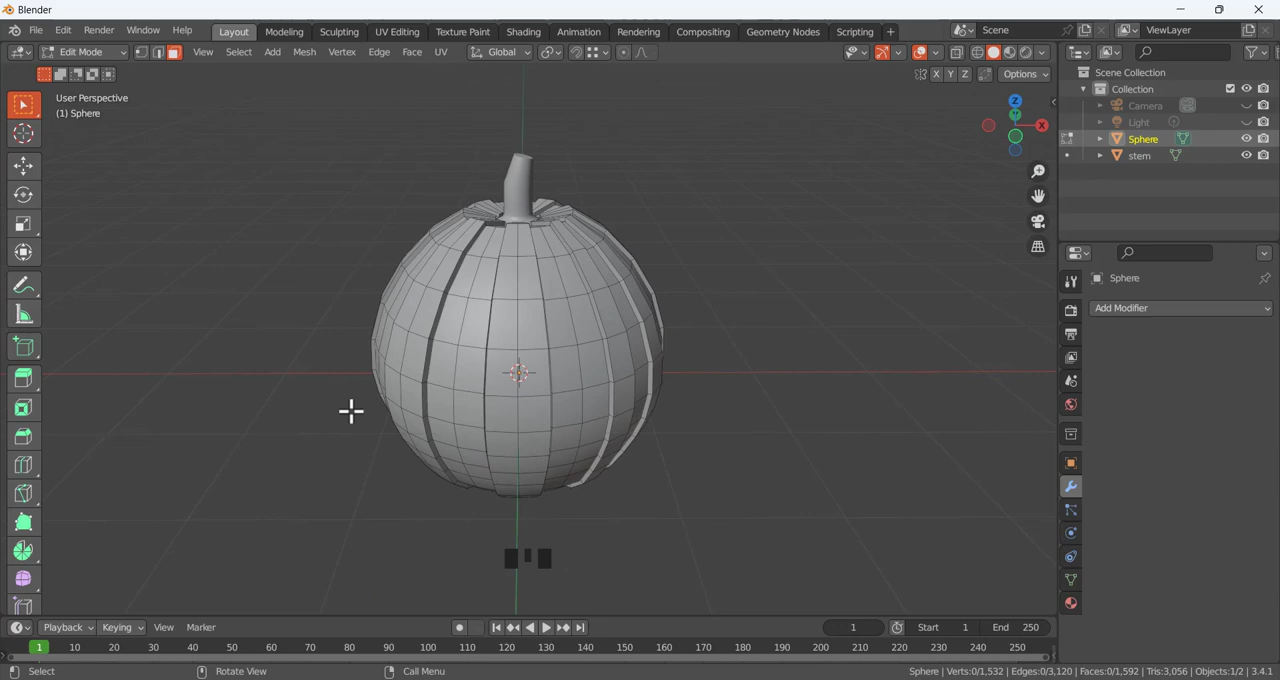 Blender
File Edit Render Window Help Layout Modeling Sculpting UV Editing Texture Paint Shading Animation Rendering Compositing Geometry Nodes Scripting + Scene ViewLayer
Edit Mode View Select Add Mesh Vertex Edge Face UV Global
X Y Z Options
User Perspective
(1) Sphere
Z
Y
X
Scene Collection
Collection
Camera
Light
Sphere
stem
Sphere
Add Modifier
Playback Keying View Marker 1 Start 1 End 250
1 10 20 30 40 50 60 70 80 90 100 110 120 130 140 150 160 170 180 190 200 210 220 230 240 250
Select Rotate View Call Menu Sphere | Verts:0/1,532 | Edges:0/3,120 | Faces:0/1,592 | Tris:3,056 | Objects:1/2 | 3.4.1